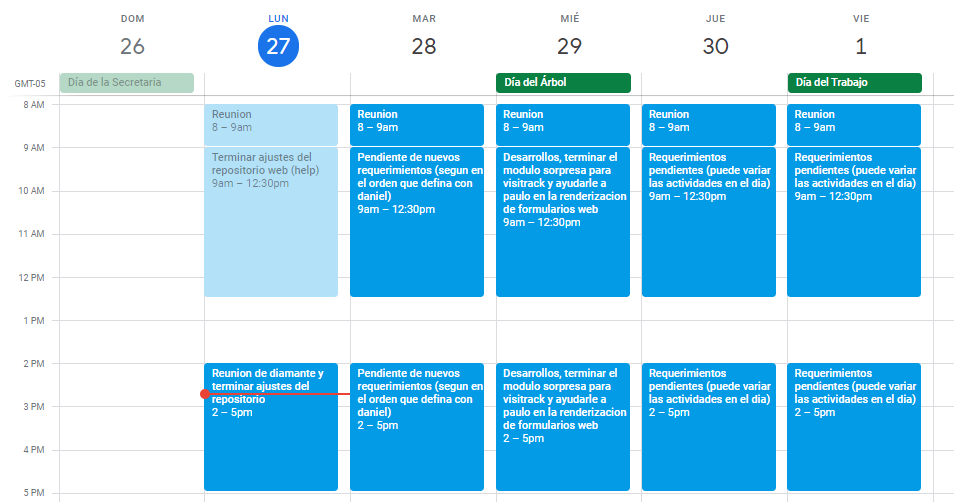 DOM
LUN
MAR
MIÉ
JUE
VIE
26
27
28
29
30
1
GMT-05
Día de la Secretaria
Día del Árbol
Día del Trabajo
8 AM
9 AM
10 AM
11 AM
12 PM
1 PM
2 PM
3 PM
4 PM
5 PM
Reunion
8 – 9am
Terminar ajustes del
repositorio web (help)
9am – 12:30pm
Reunion de diamante y
terminar ajustes del
repositorio
2 – 5pm
Reunion
8 – 9am
Pendiente de nuevos
requerimientos (segun en
el orden que defina con
daniel)
9am – 12:30pm
Pendiente de nuevos
requerimientos (segun en
el orden que defina con
daniel)
2 – 5pm
Reunion
8 – 9am
Desarrollos, terminar el
modulo sorpresa para
visitrack y ayudarle a
paulo en la renderizacion
de formularios web
9am – 12:30pm
Desarrollos, terminar el
modulo sorpresa para
visitrack y ayudarle a
paulo en la renderizacion
de formularios web
2 – 5pm
Reunion
8 – 9am
Requerimientos
pendientes (puede variar
las actividades en el dia)
9am – 12:30pm
Requerimientos
pendientes (puede variar
las actividades en el dia)
2 – 5pm
Reunion
8 – 9am
Requerimientos
pendientes (puede variar
las actividades en el dia)
9am – 12:30pm
Requerimientos
pendientes (puede variar
las actividades en el dia)
2 – 5pm